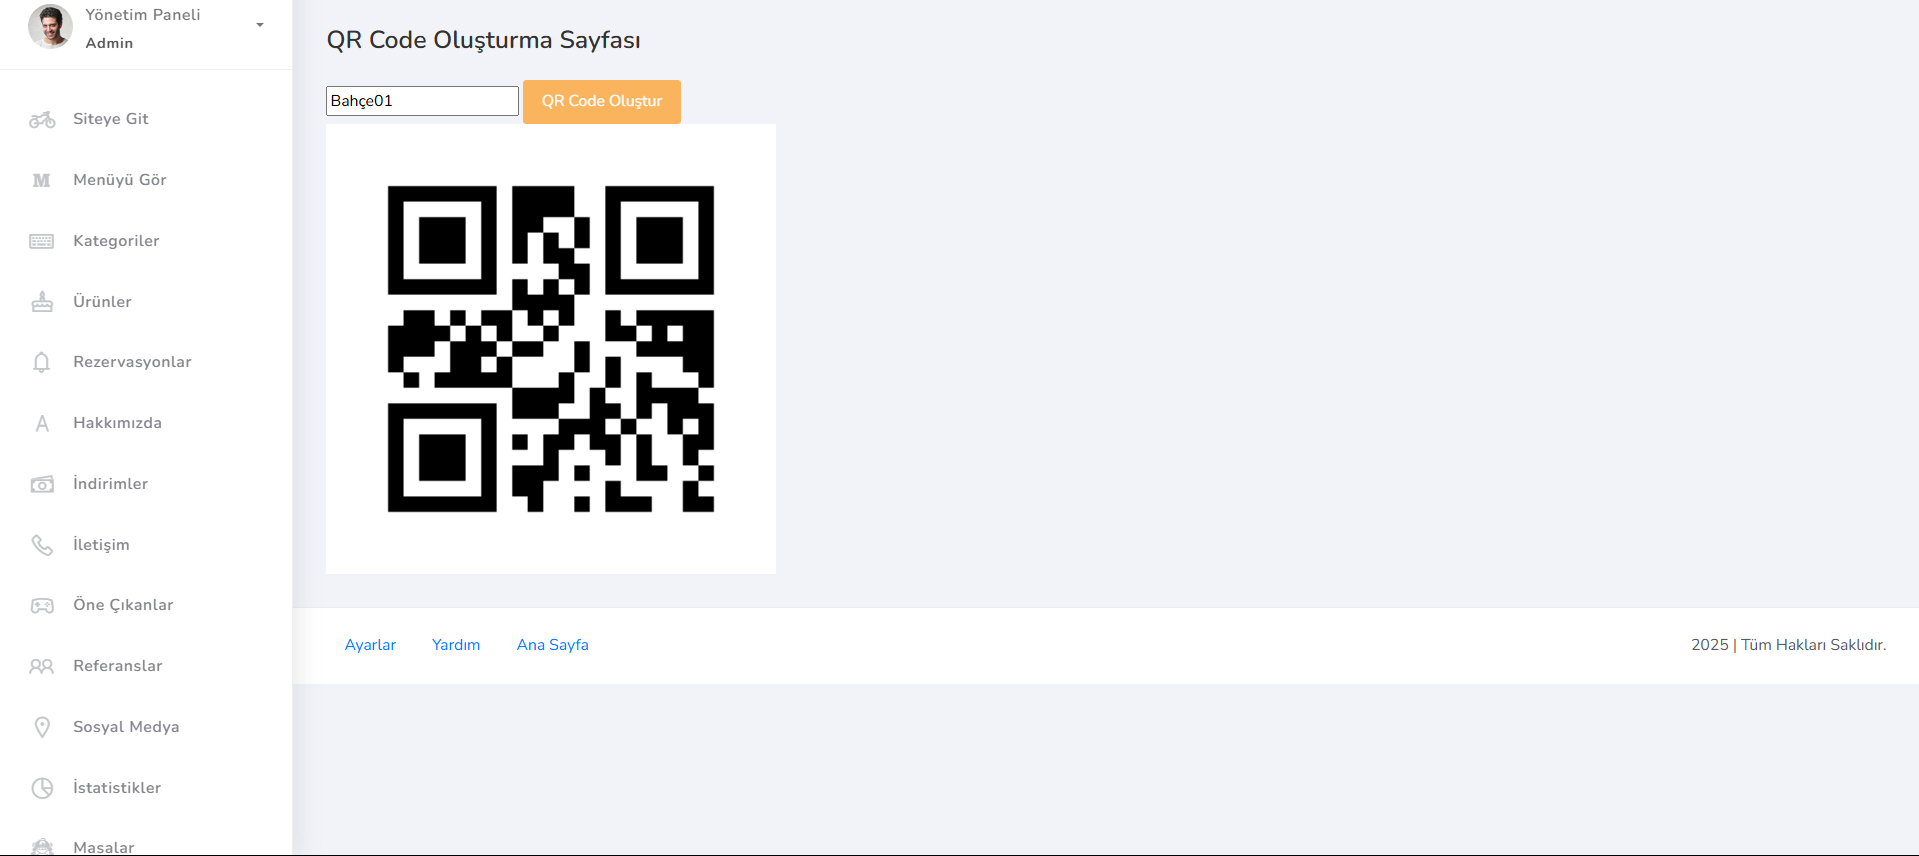 Yönetim Paneli
Admin
Siteye Git
M Menüyü Gör
Kategoriler
Ürünler
Rezervasyonlar
A Hakkımızda
İndirimler
İletişim
Öne Çıkanlar
Referanslar
Sosyal Medya
İstatistikler
Masalar
QR Code Oluşturma Sayfası
Bahçe01 QR Code Oluştur
Ayarlar Yardım Ana Sayfa 2025 | Tüm Hakları Saklıdır.